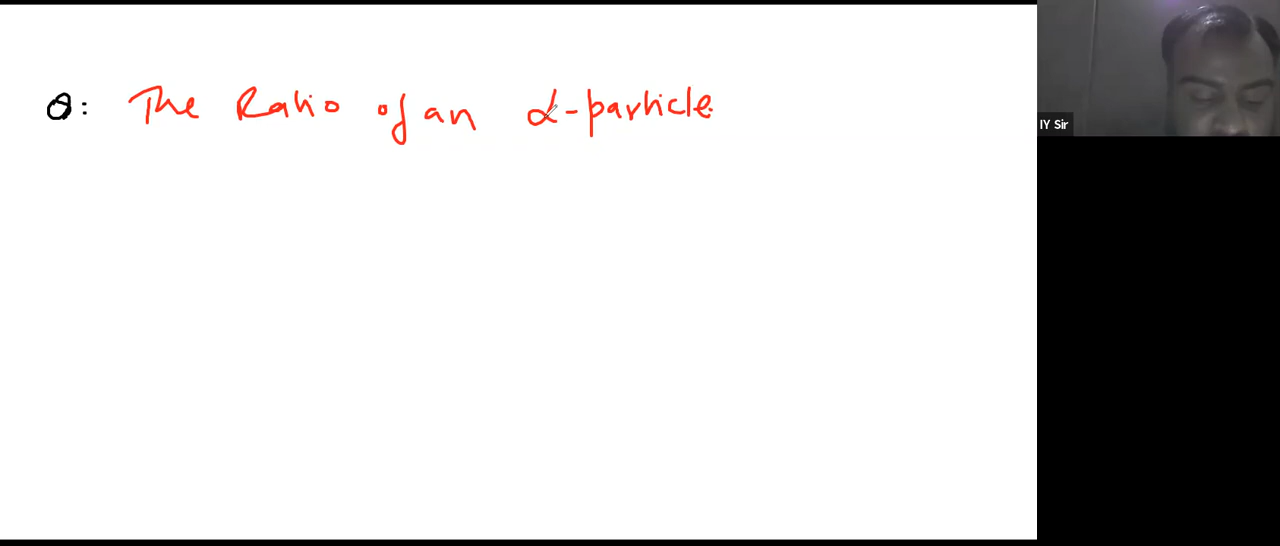 Q: The Ratio of an α-particle
IY Sir